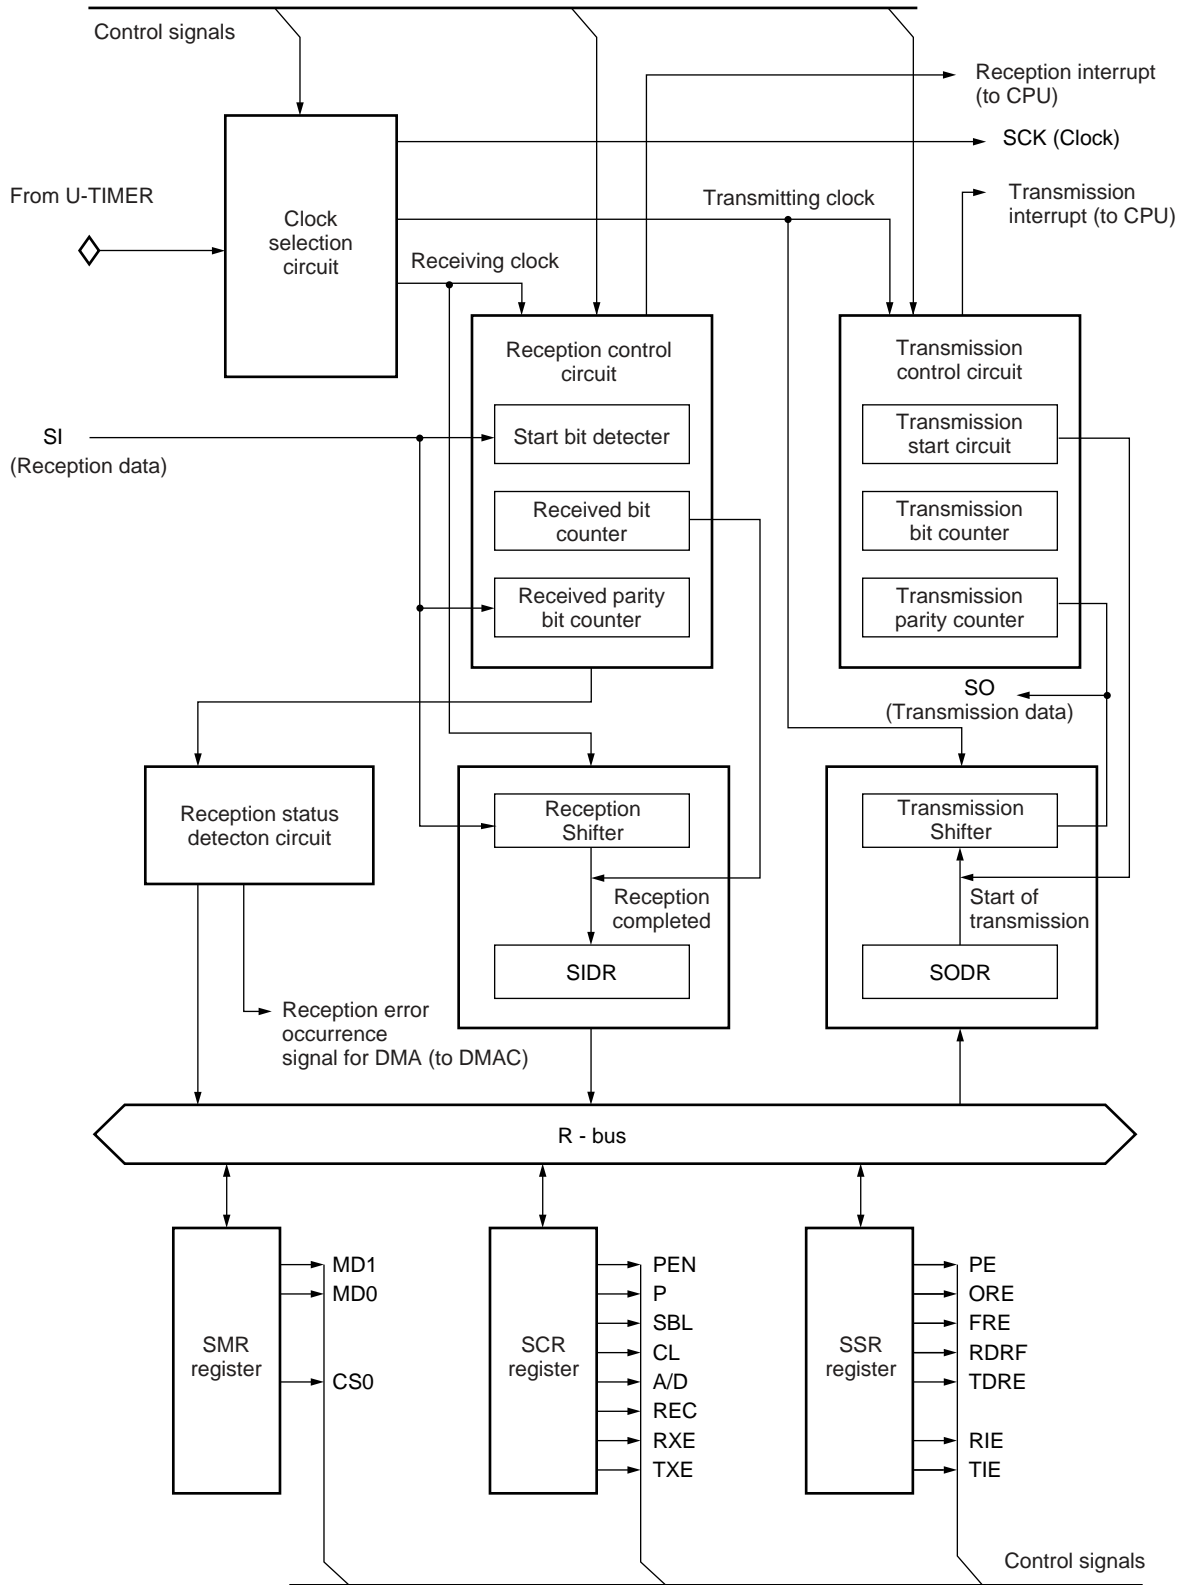 Control signals
Reception interrupt
(to CPU)
SCK (Clock)
From U-TIMER
Transmitting clock
Transmission
interrupt (to CPU)
Clock
selection
circuit
Receiving clock
Reception control
circuit
Transmission
control circuit
SI
(Reception data)
Start bit detecter
Transmission
start circuit
Received bit
counter
Transmission
bit counter
Received parity
bit counter
Transmission
parity counter
SO
(Transmission data)
Reception status
detecton circuit
Reception
Shifter
Transmission
Shifter
Reception
completed
Start of
transmission
SIDR
SODR
Reception error
occurrence
signal for DMA (to DMAC)
R - bus
SMR
register
MD1
MD0
CS0
SCR
register
PEN
P
SBL
CL
A/D
REC
RXE
TXE
SSR
register
PE
ORE
FRE
RDRF
TDRE
RIE
TIE
Control signals